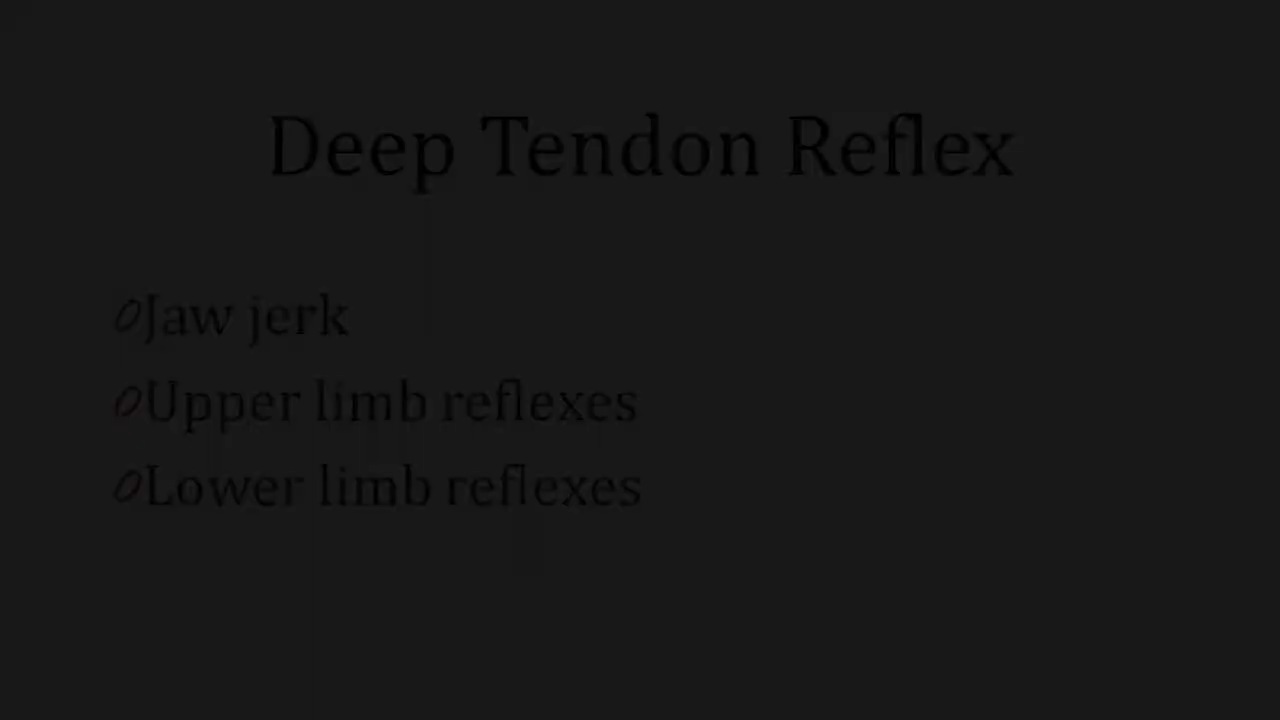 Deep Tendon Reflex
Jaw jerk
Upper limb reflexes
Lower limb reflexes